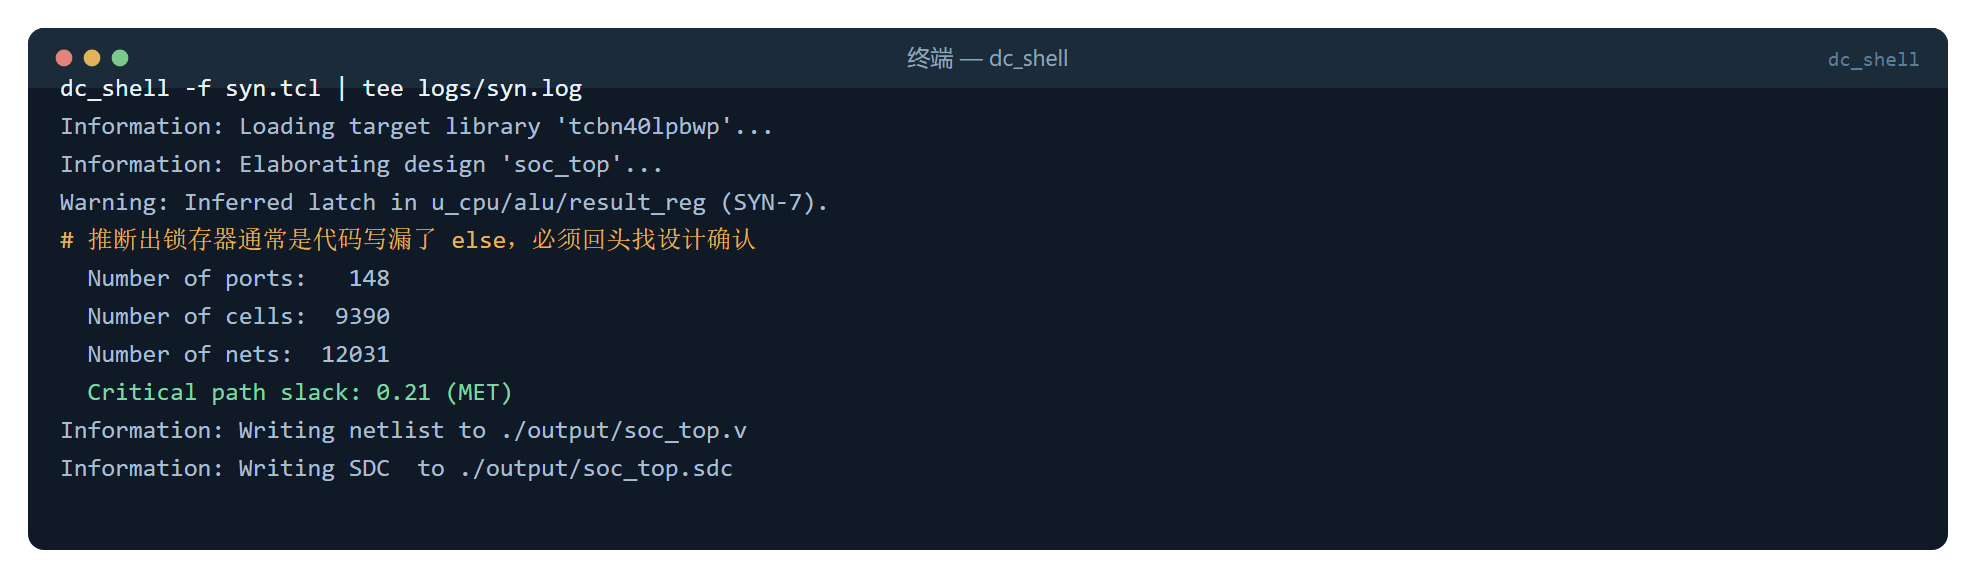 终端 — dc_shell
dc_shell
dc_shell -f syn.tcl | tee logs/syn.log
Information: Loading target library 'tcbn40lpbwp'...
Information: Elaborating design 'soc_top'...
Warning: Inferred latch in u_cpu/alu/result_reg (SYN-7).
# 推断出锁存器通常是代码写漏了 else，必须回头找设计确认
  Number of ports:   148
  Number of cells:  9390
  Number of nets:  12031
  Critical path slack: 0.21 (MET)
Information: Writing netlist to ./output/soc_top.v
Information: Writing SDC  to ./output/soc_top.sdc